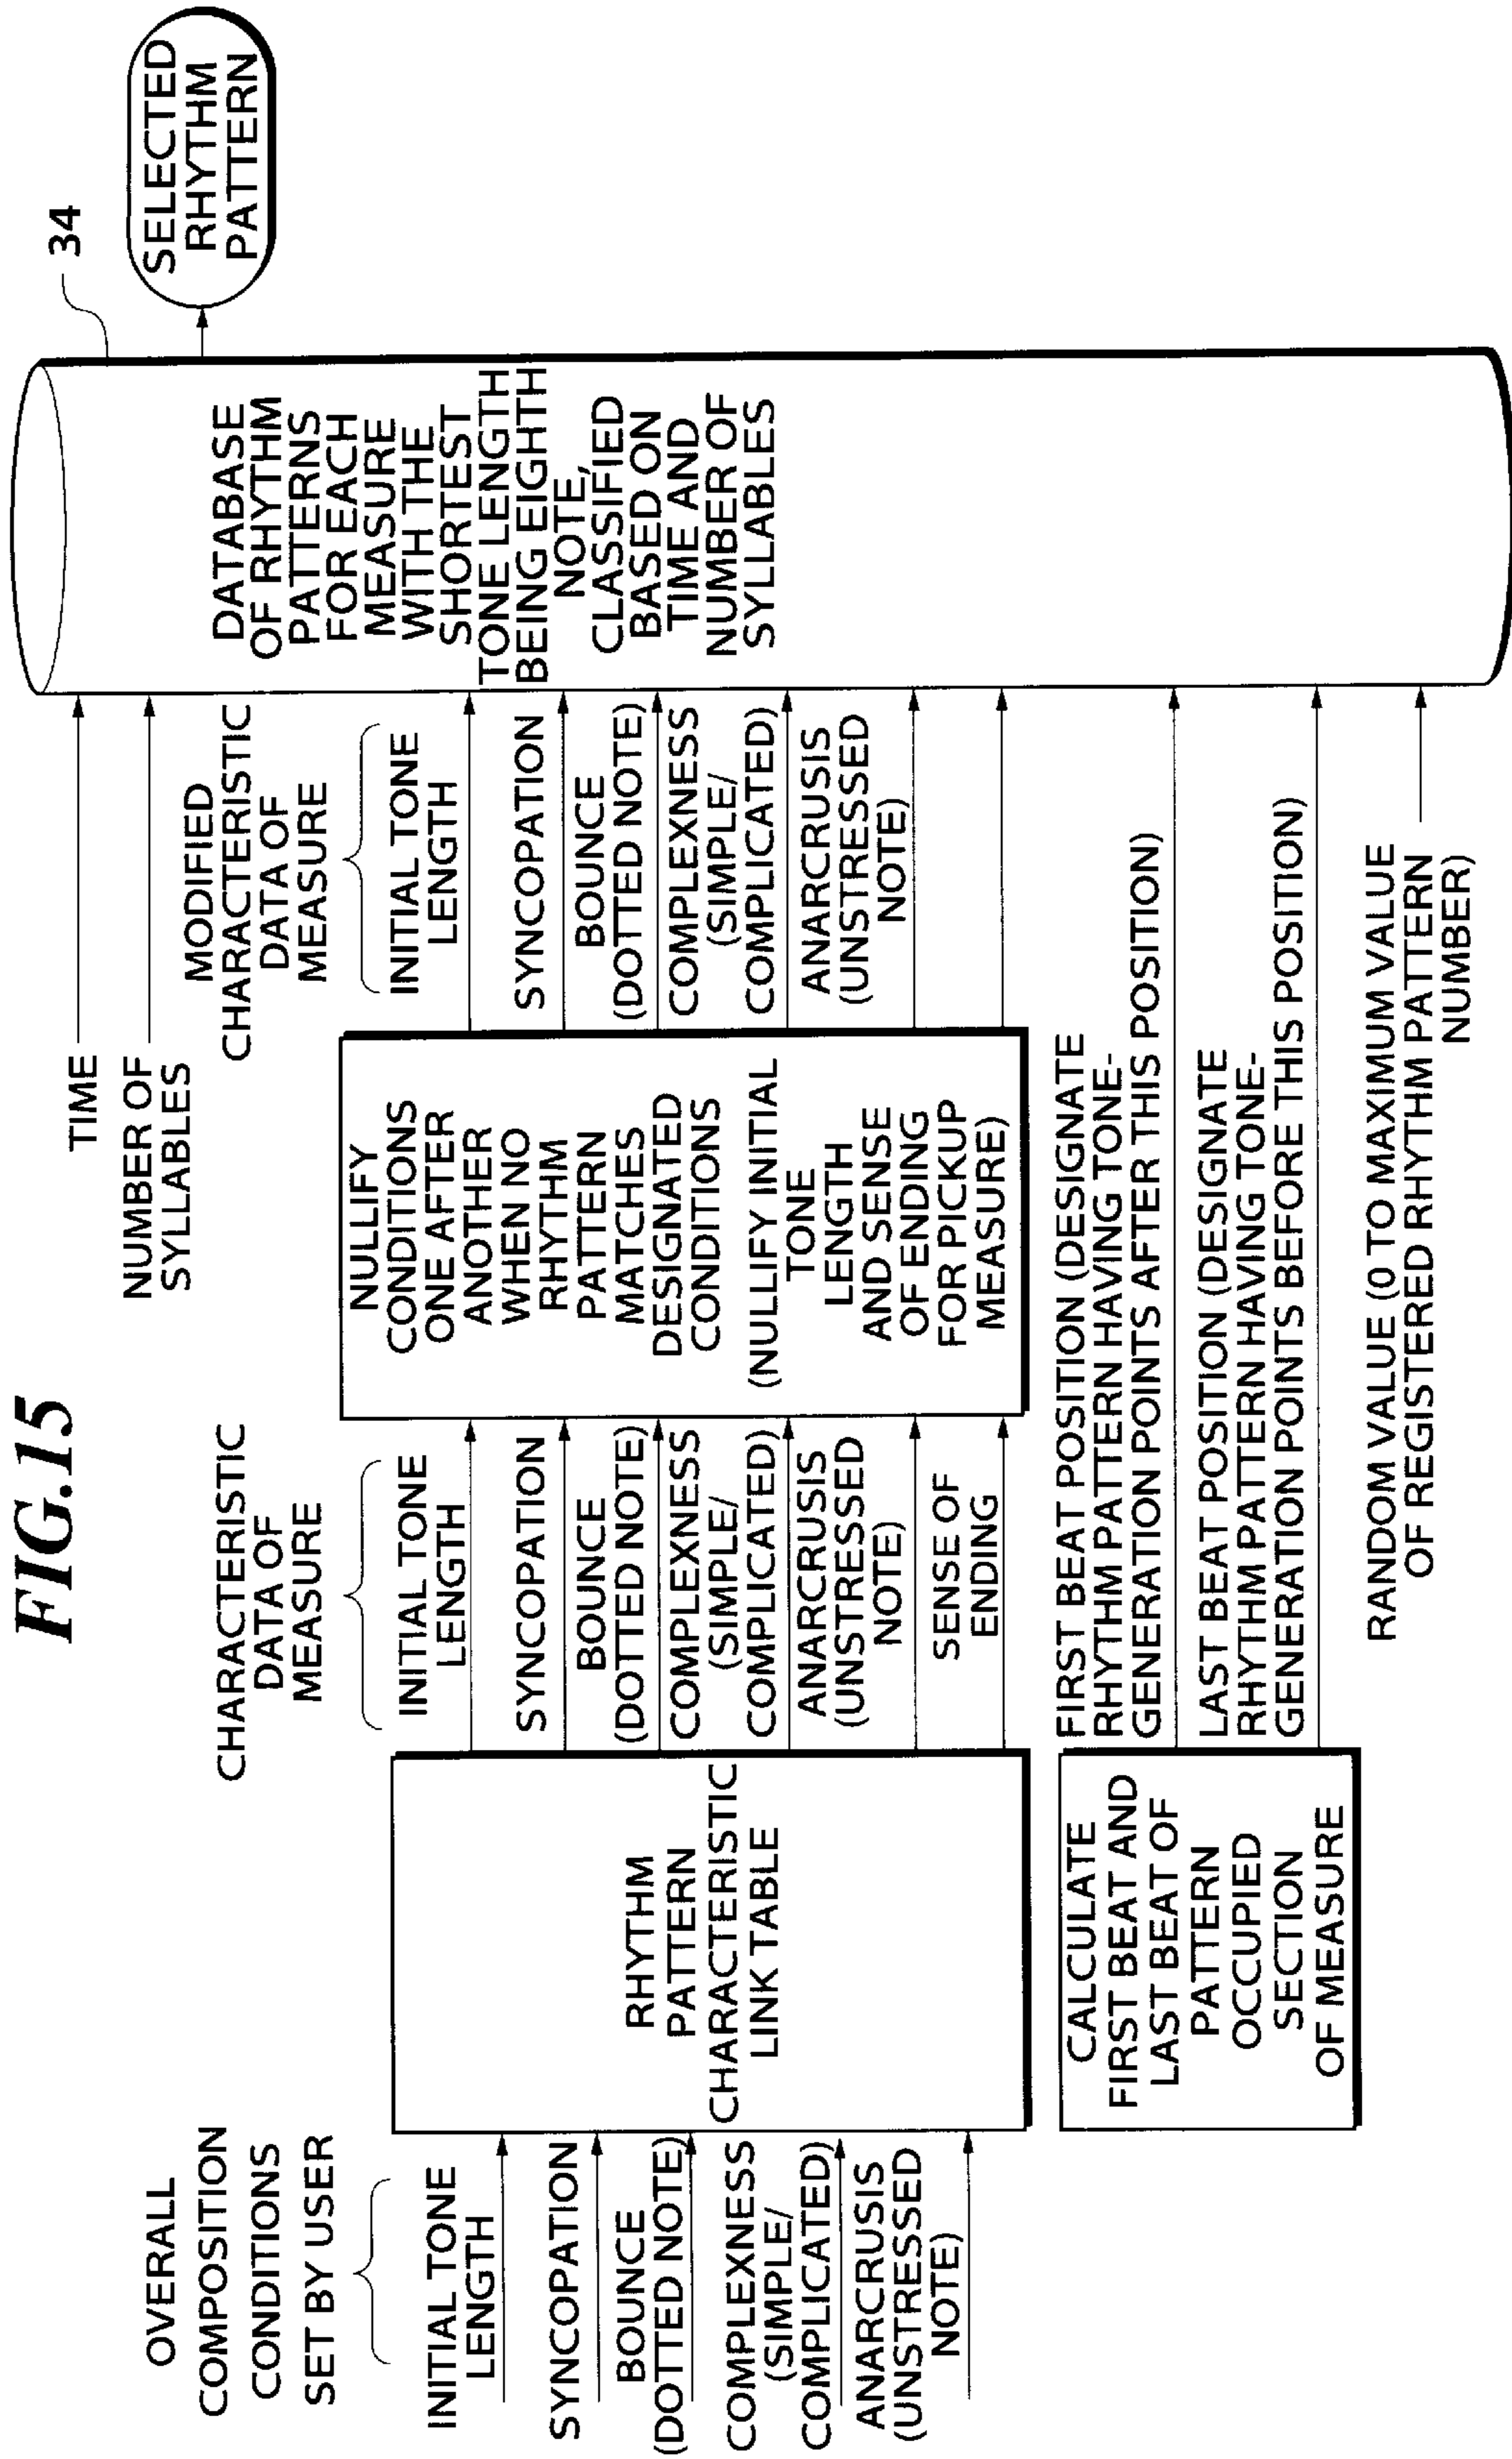 FIG.15
OVERALL
COMPOSITION
CONDITIONS
SET BY USER
INITIAL TONE
LENGTH
SYNCOPATION
BOUNCE
(DOTTED NOTE)
COMPLEXNESS
(SIMPLE/
COMPLICATED)
ANARCRUSIS
(UNSTRESSED
NOTE)
RHYTHM
PATTERN
CHARACTERISTIC
LINK TABLE
CALCULATE
FIRST BEAT AND
LAST BEAT OF
PATTERN
OCCUPIED
SECTION
OF MEASURE
CHARACTERISTIC
DATA OF
MEASURE
INITIAL TONE
LENGTH
SYNCOPATION
BOUNCE
(DOTTED NOTE)
COMPLEXNESS
(SIMPLE/
COMPLICATED)
ANARCRUSIS
(UNSTRESSED
NOTE)
SENSE OF
ENDING
FIRST BEAT POSITION (DESIGNATE
RHYTHM PATTERN HAVING TONE-
GENERATION POINTS AFTER THIS POSITION)
LAST BEAT POSITION (DESIGNATE
RHYTHM PATTERN HAVING TONE-
GENERATION POINTS BEFORE THIS POSITION)
RANDOM VALUE (0 TO MAXIMUM VALUE
OF REGISTERED RHYTHM PATTERN
NUMBER)
NULLIFY
CONDITIONS
ONE AFTER
ANOTHER
WHEN NO
RHYTHM
PATTERN
MATCHES
DESIGNATED
CONDITIONS
(NULLIFY INITIAL
TONE
LENGTH
AND SENSE
OF ENDING
FOR PICKUP
MEASURE)
TIME
NUMBER OF
SYLLABLES
MODIFIED
CHARACTERISTIC
DATA OF
MEASURE
INITIAL TONE
LENGTH
SYNCOPATION
BOUNCE
(DOTTED NOTE)
COMPLEXNESS
(SIMPLE/
COMPLICATED)
ANARCRUSIS
(UNSTRESSED
NOTE)
DATABASE
OF RHYTHM
PATTERNS
FOR EACH
MEASURE
WITH THE
SHORTEST
TONE LENGTH
BEING EIGHTH
NOTE,
CLASSIFIED
BASED ON
TIME AND
NUMBER OF
SYLLABLES
34
SELECTED
RHYTHM
PATTERN